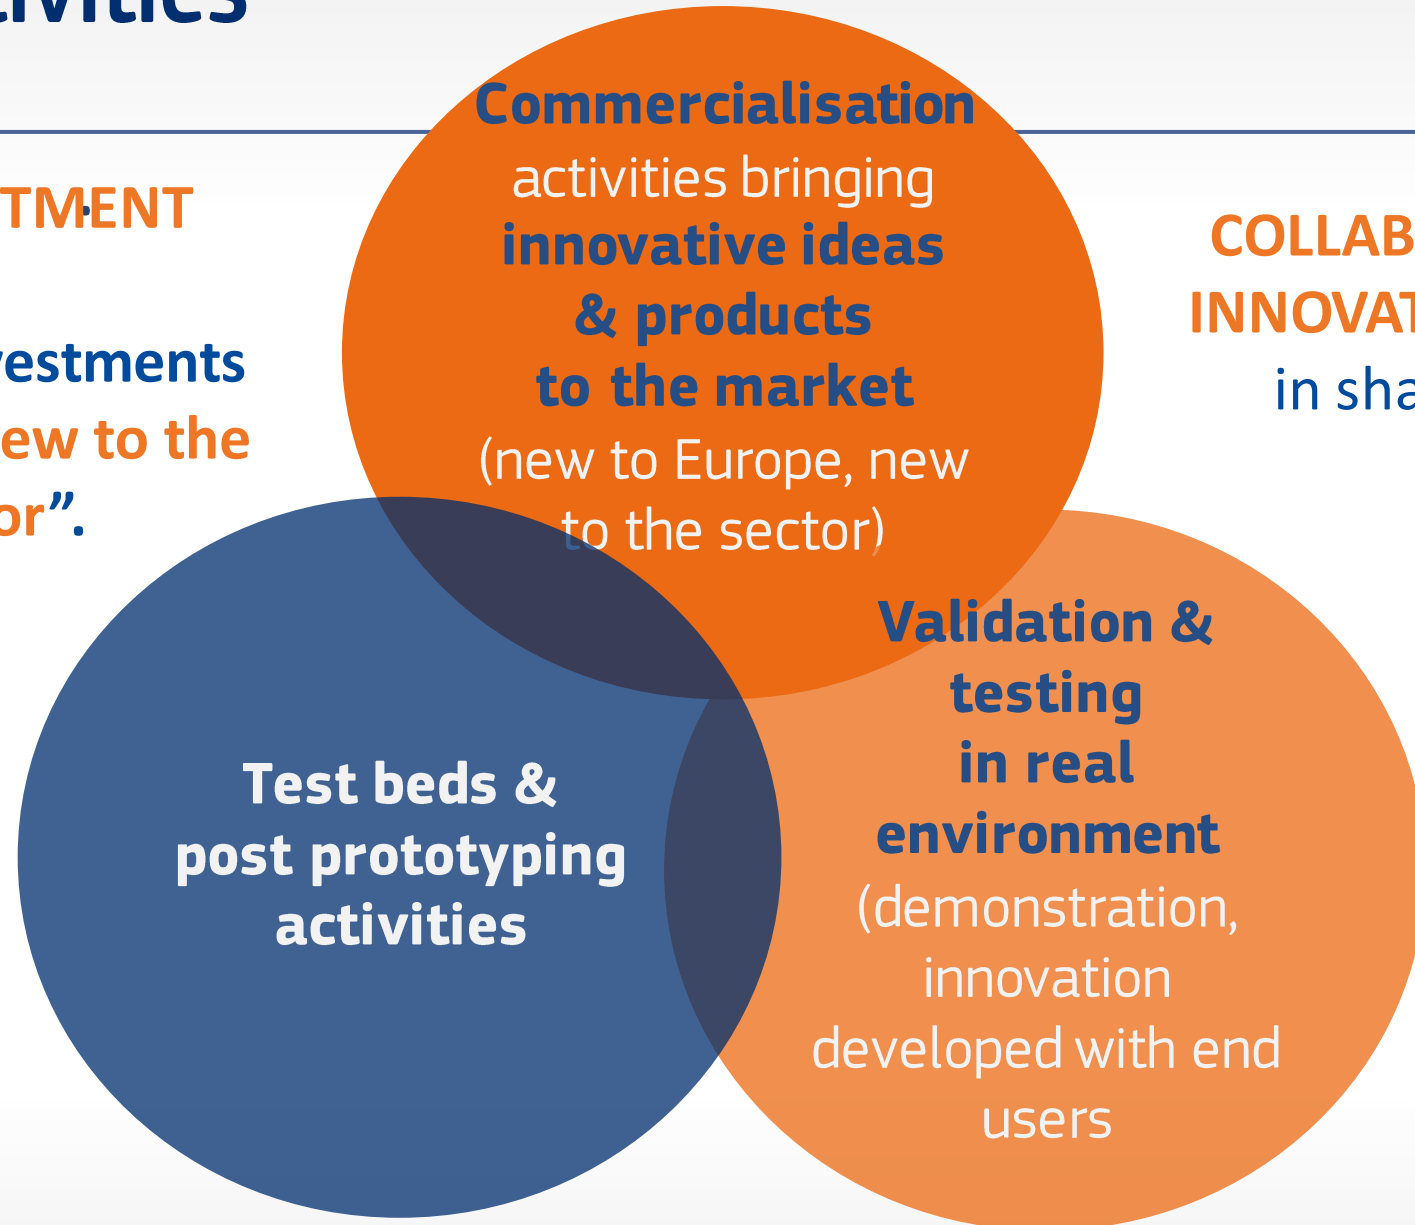 Commercialisation
activities bringing
innovative ideas
& products
to the market
(new to Europe, new
to the sector)
TMENT
vestments
ew to the
or”.
COLLAB
INNOVAT
in sha
Test beds &
post prototyping
activities
Validation &
testing
in real
environment
(demonstration,
innovation
developed with end
users